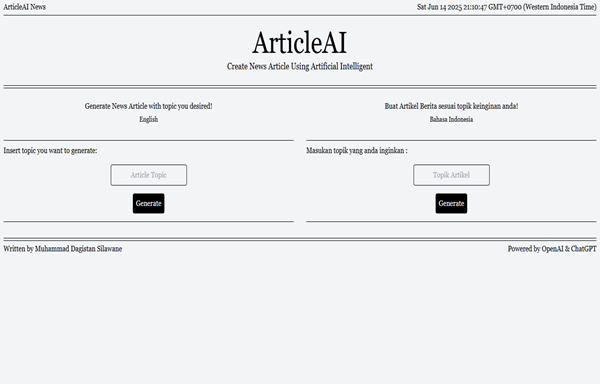 ArticleAI News
Sat Jun 14 2025 21:10:47 GMT+0700 (Western Indonesia Time)
ArticleAI
Create News Article Using Artificial Intelligent
Generate News Article with topic you desired!
English
Insert topic you want to generate:
Article Topic
Generate
Buat Artikel Berita sesuai topik keinginan anda!
Bahasa Indonesia
Masukan topik yang anda inginkan :
Topik Artikel
Generate
Written by Muhammad Dagistan Silawane
Powered by OpenAI & ChatGPT